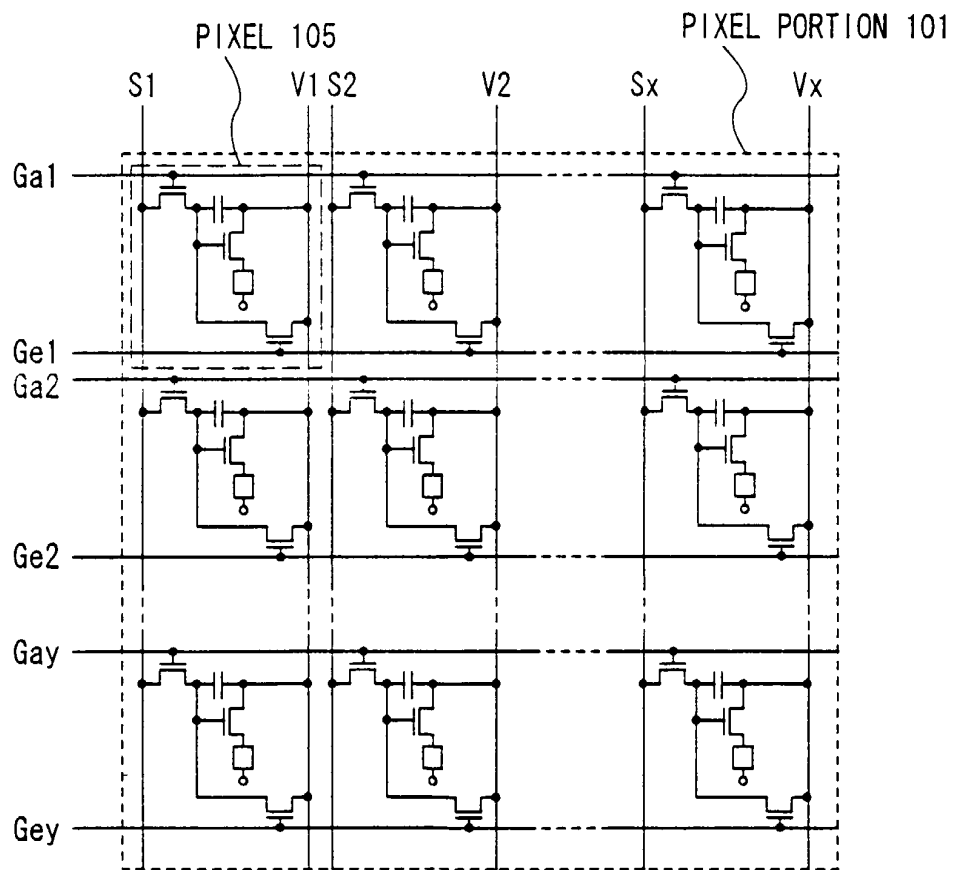 PIXEL 105
PIXEL PORTION 101
S1 V1 S2 V2 Sx Vx
Ga1
Ge1
Ga2
Ge2
Gay
Gey